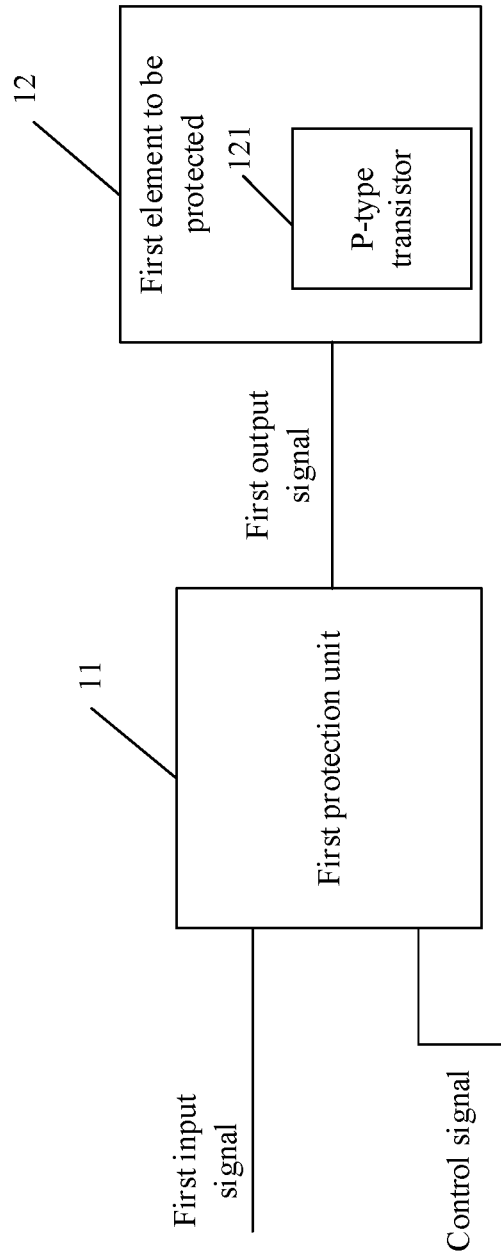 First input
signal
Control signal
11
First protection unit
First output
signal
12
First element to be
protected
121
P-type
transistor